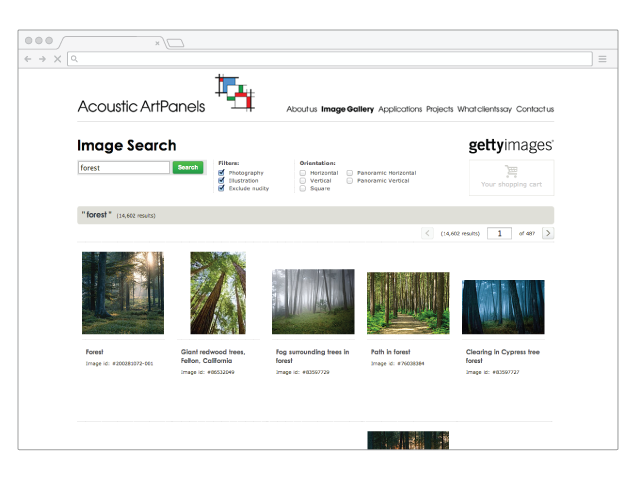 Acoustic ArtPanels
About us Image Gallery Applications Projects What clients say Contact us
Image Search
gettyimages®
forest
Search
Filters:
Photography
Illustration
Exclude nudity
Orientation:
Horizontal
Panoramic Horizontal
Vertical
Panoramic Vertical
Square
Your shopping cart
"forest" (14,602 results)
(14,602 results) 1 of 487
Forest
Image id: #200281072-001
Giant redwood trees,
Felton, California
Image id: #86532049
Fog surrounding trees in
forest
Image id: #83597729
Path in forest
Image id: #76038384
Clearing in Cypress tree
forest
Image id: #83597727